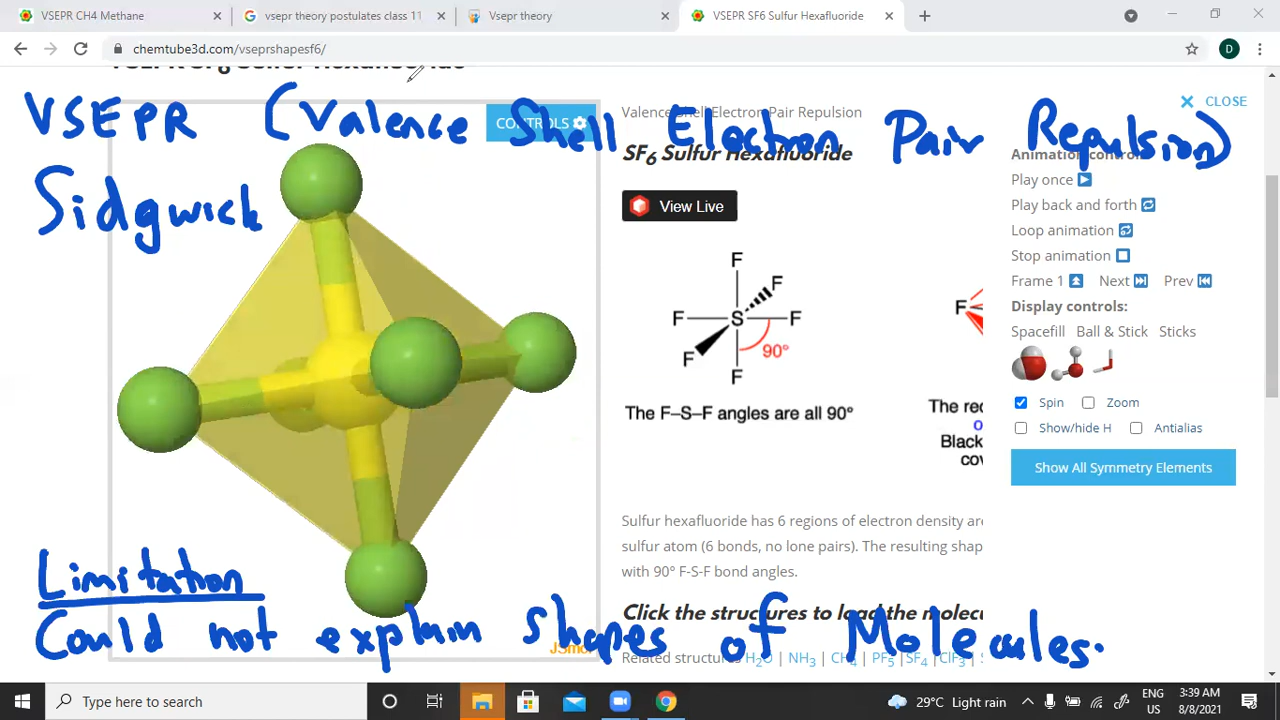 VSEPR CH4 Methane
vsepr theory postulates class 11
Vsepr theory
VSEPR SF6 Sulfur Hexafluoride
chemtube3d.com/vseprshapesf6/
D
VSEPR (Valence Shell Electron Pair Repulsion)
Sidgwick
CONTROLS
Valence Shell Electron Pair Repulsion
SF6 Sulfur Hexafluoride
View Live
F
F
F S F
90°
F
F
The F–S–F angles are all 90°
F
The rec
o
Black
cov
Sulfur hexafluoride has 6 regions of electron density are
sulfur atom (6 bonds, no lone pairs). The resulting shap
with 90° F-S-F bond angles.
Click the structures to load the molecu
Related structures H2O | NH3 | CH4 | PF5 | SF4 | ClF3 | S
CLOSE
Animation controls
Play once
Play back and forth
Loop animation
Stop animation
Frame 1 Next Prev
Display controls:
Spacefill Ball & Stick Sticks
Spin Zoom
Show/hide H Antialias
Show All Symmetry Elements
Limitation
Could not explain shapes of Molecules.
JSmol
Type here to search
29°C Light rain
ENG
US
3:39 AM
8/8/2021